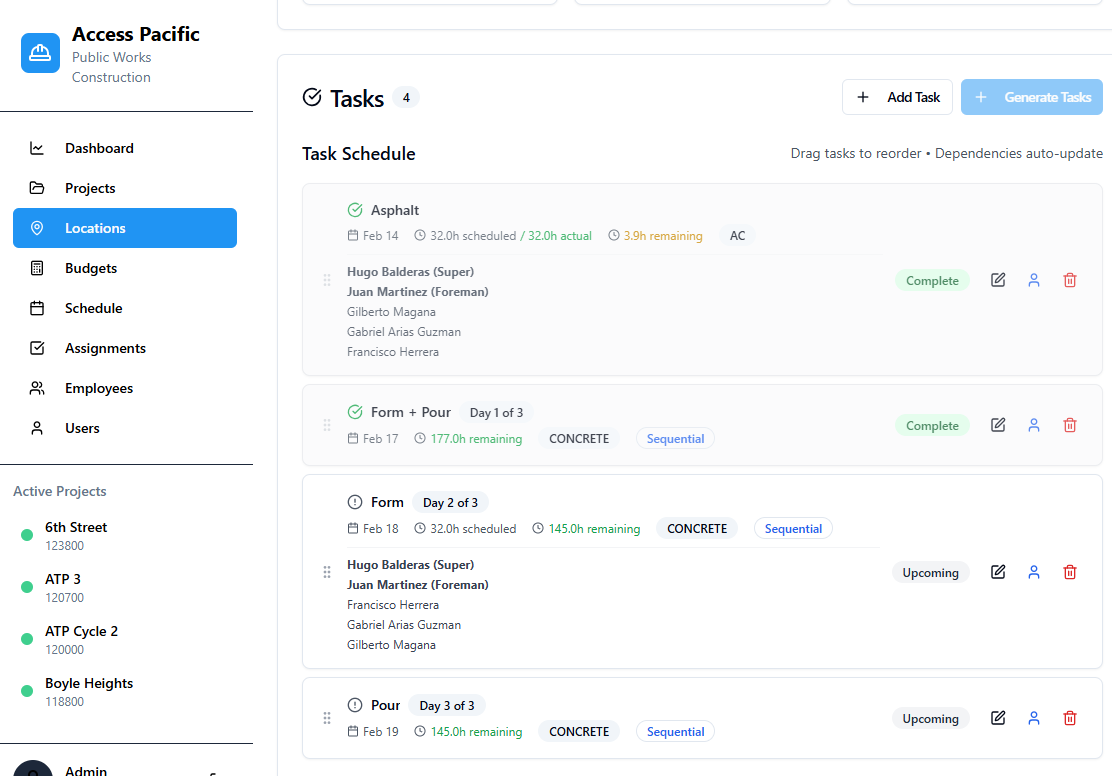 Access Pacific
Public Works
Construction
Dashboard
Projects
Locations
Budgets
Schedule
Assignments
Employees
Users
Active Projects
6th Street
123800
ATP 3
120700
ATP Cycle 2
120000
Boyle Heights
118800
Admin
Tasks 4
+ Add Task
+ Generate Tasks
Task Schedule
Drag tasks to reorder • Dependencies auto-update
Asphalt
Feb 14 32.0h scheduled / 32.0h actual 3.9h remaining AC
Hugo Balderas (Super)
Juan Martinez (Foreman)
Gilberto Magana
Gabriel Arias Guzman
Francisco Herrera
Complete
Form + Pour Day 1 of 3
Feb 17 177.0h remaining CONCRETE Sequential
Complete
Form Day 2 of 3
Feb 18 32.0h scheduled 145.0h remaining CONCRETE Sequential
Hugo Balderas (Super)
Juan Martinez (Foreman)
Francisco Herrera
Gabriel Arias Guzman
Gilberto Magana
Upcoming
Pour Day 3 of 3
Feb 19 145.0h remaining CONCRETE Sequential
Upcoming